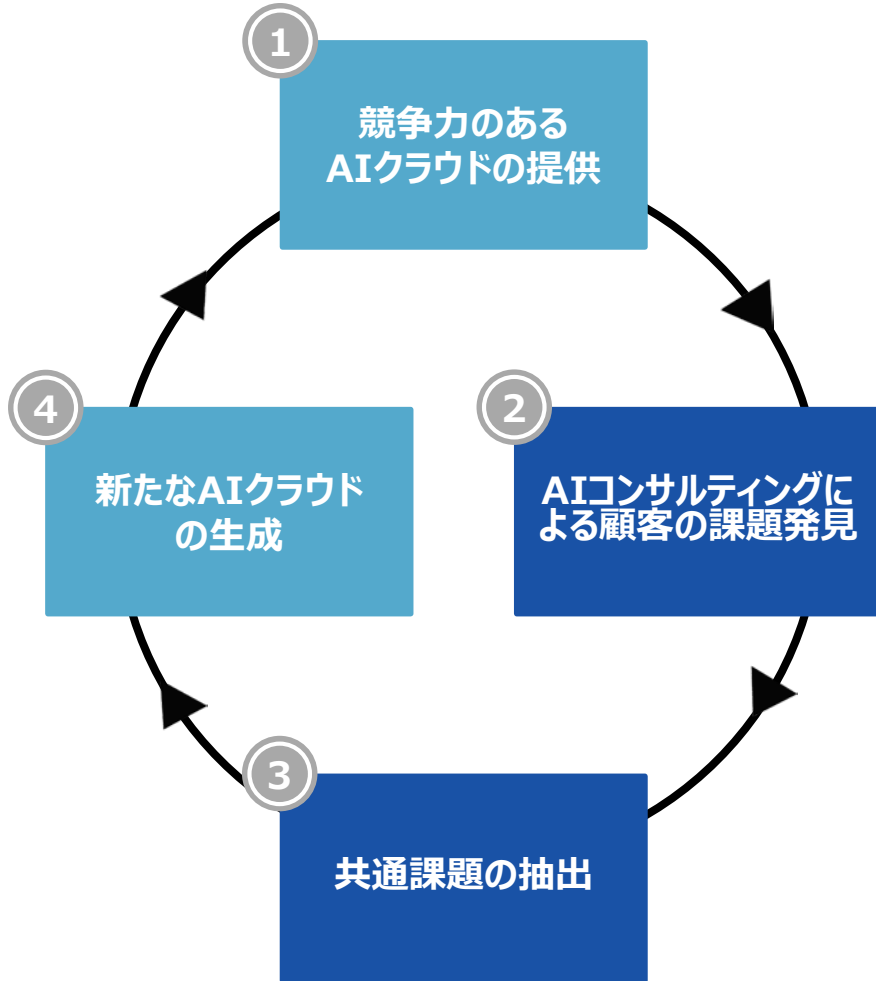 1
競争力のある
AIクラウドの提供
2
AIコンサルティングに
よる顧客の課題発見
3
共通課題の抽出
4
新たなAIクラウド
の生成